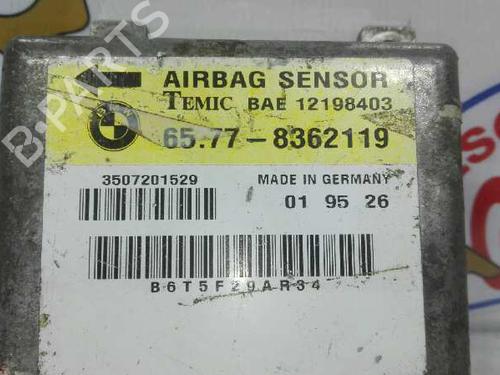 AIRBAG SENSOR
TEMIC BAE 12198403
65.77-8362119
3507201529
MADE IN GERMANY
01 95 26
B6T5F29AR34
B-PARTS